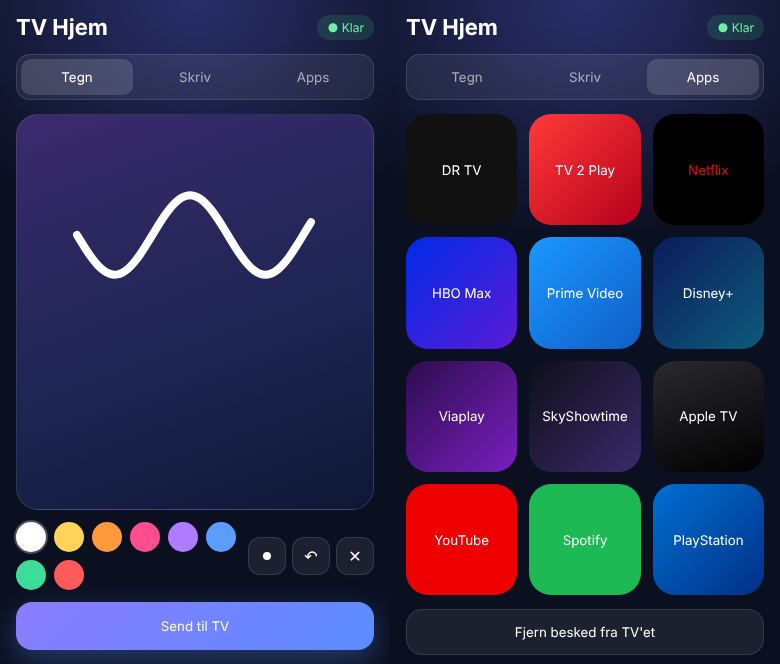 TV Hjem
Klar
Tegn
Skriv
Apps
Send til TV
TV Hjem
Klar
Tegn
Skriv
Apps
DR TV
TV 2 Play
Netflix
HBO Max
Prime Video
Disney+
Viaplay
SkyShowtime
Apple TV
YouTube
Spotify
PlayStation
Fjern besked fra TV'et